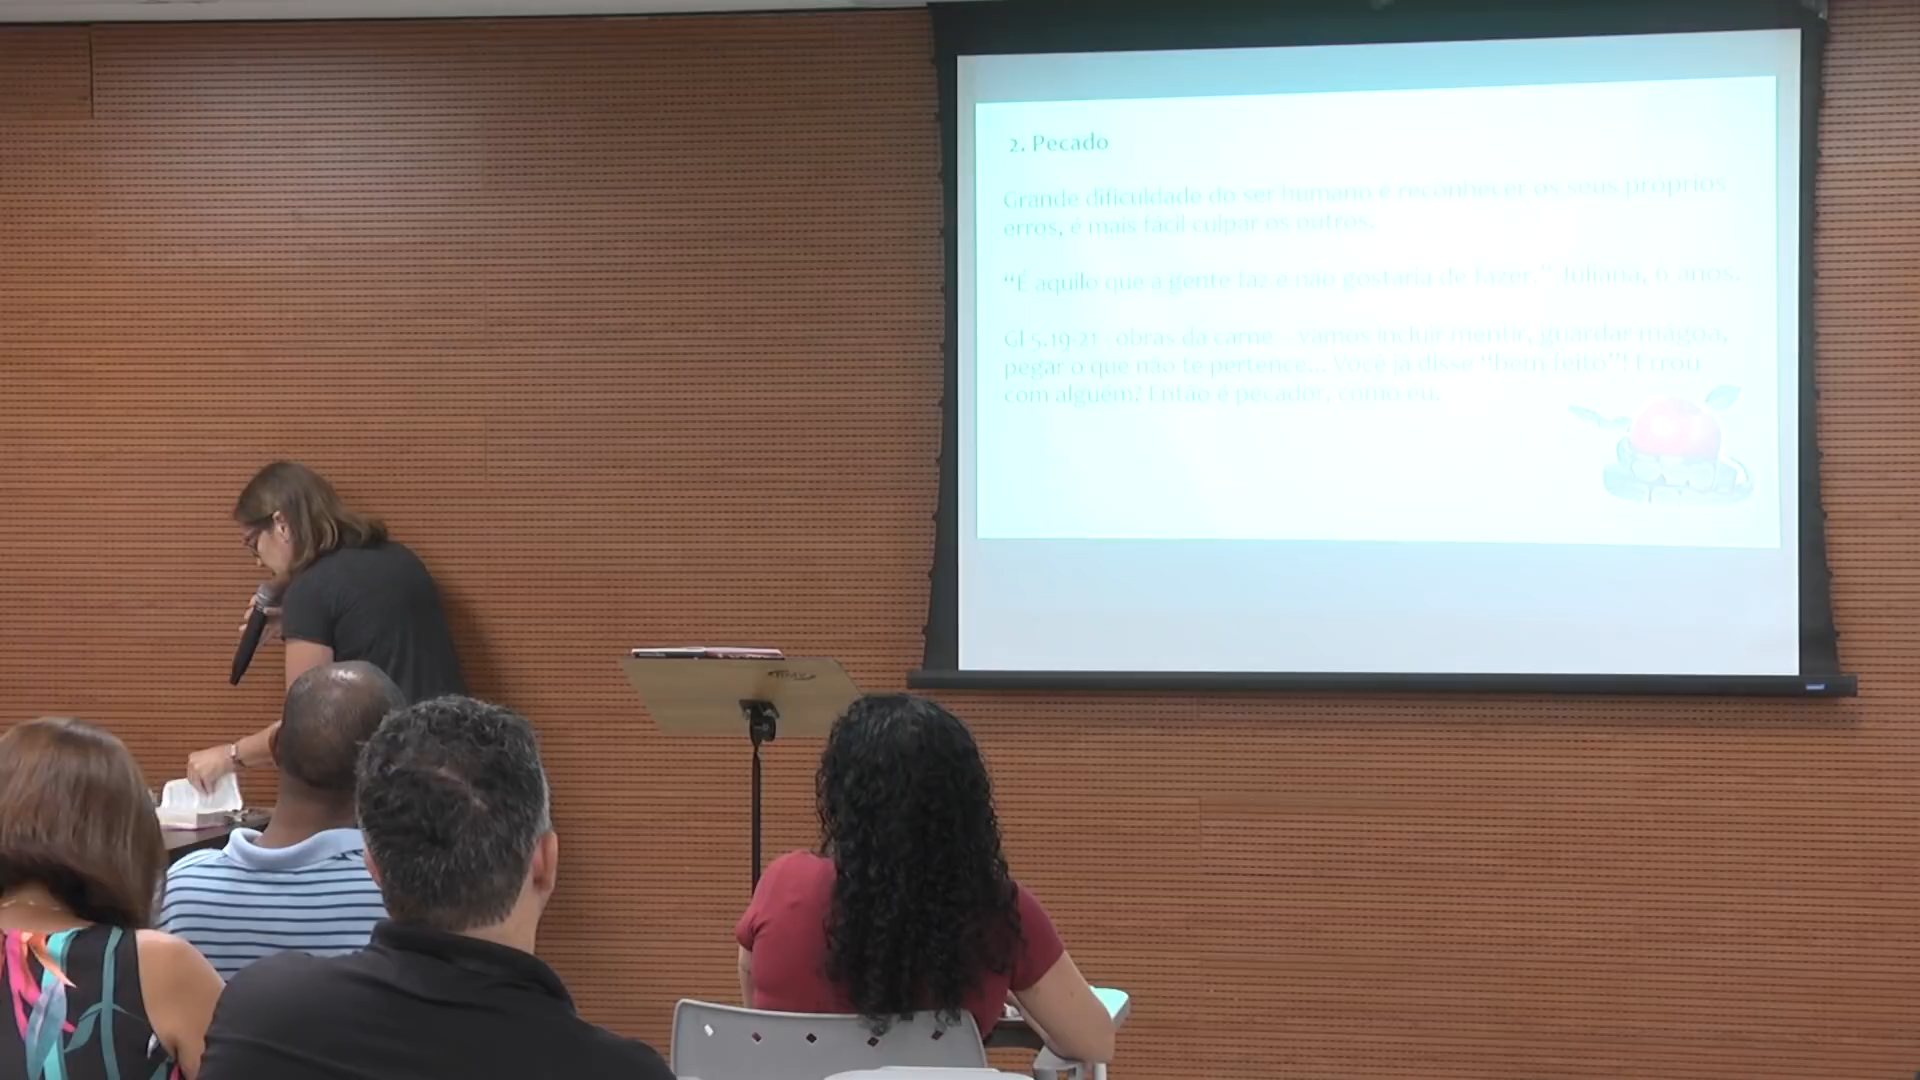 2. Pecado
Grande dificuldade do ser humano é reconhecer os seus próprios
erros, é mais fácil culpar os outros.
“É aquilo que a gente faz e não gostaria de fazer.” Juliana, 6 anos.
Gl 5.19-21 - obras da carne – vamos incluir mentir, guardar mágoa,
pegar o que não te pertence... Você já disse “bem feito”! Errou
com alguém? Então é pecador, como eu.